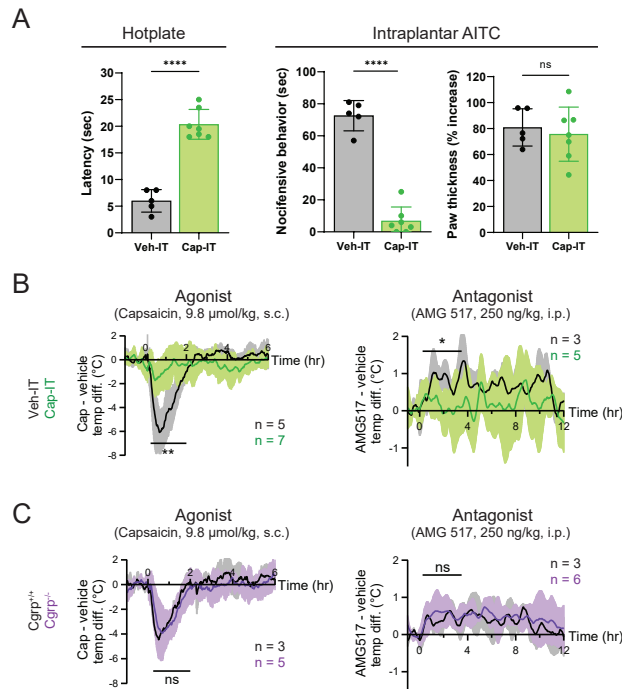 A
Hotplate
Intraplantar AITC
Latency (sec)
30
20
10
0
****
Veh-IT
Cap-IT
Nocifensive behavior (sec)
100
80
60
40
20
0
****
Veh-IT
Cap-IT
Paw thickness (% increase)
120
100
80
60
40
20
0
ns
Veh-IT
Cap-IT
B
Veh-IT
Cap-IT
Agonist
(Capsaicin, 9.8 µmol/kg, s.c.)
Cap - vehicle
temp diff. (°C)
2
0
-2
-4
-6
-8
0
2
4
6
Time (hr)
n = 5
n = 7
**
Antagonist
(AMG 517, 250 ng/kg, i.p.)
AMG517 - vehicle
temp diff. (°C)
2
1
0
-1
*
n = 3
n = 5
Time (hr)
0
4
8
12
C
Cgrp+/+
Cgrp-/-
Agonist
(Capsaicin, 9.8 µmol/kg, s.c.)
Cap - vehicle
temp diff. (°C)
2
0
-2
-4
-6
-8
0
2
4
6
Time (hr)
n = 3
n = 5
ns
Antagonist
(AMG 517, 250 ng/kg, i.p.)
AMG517 - vehicle
temp diff. (°C)
2
1
0
-1
ns
n = 3
n = 6
Time (hr)
0
4
8
12